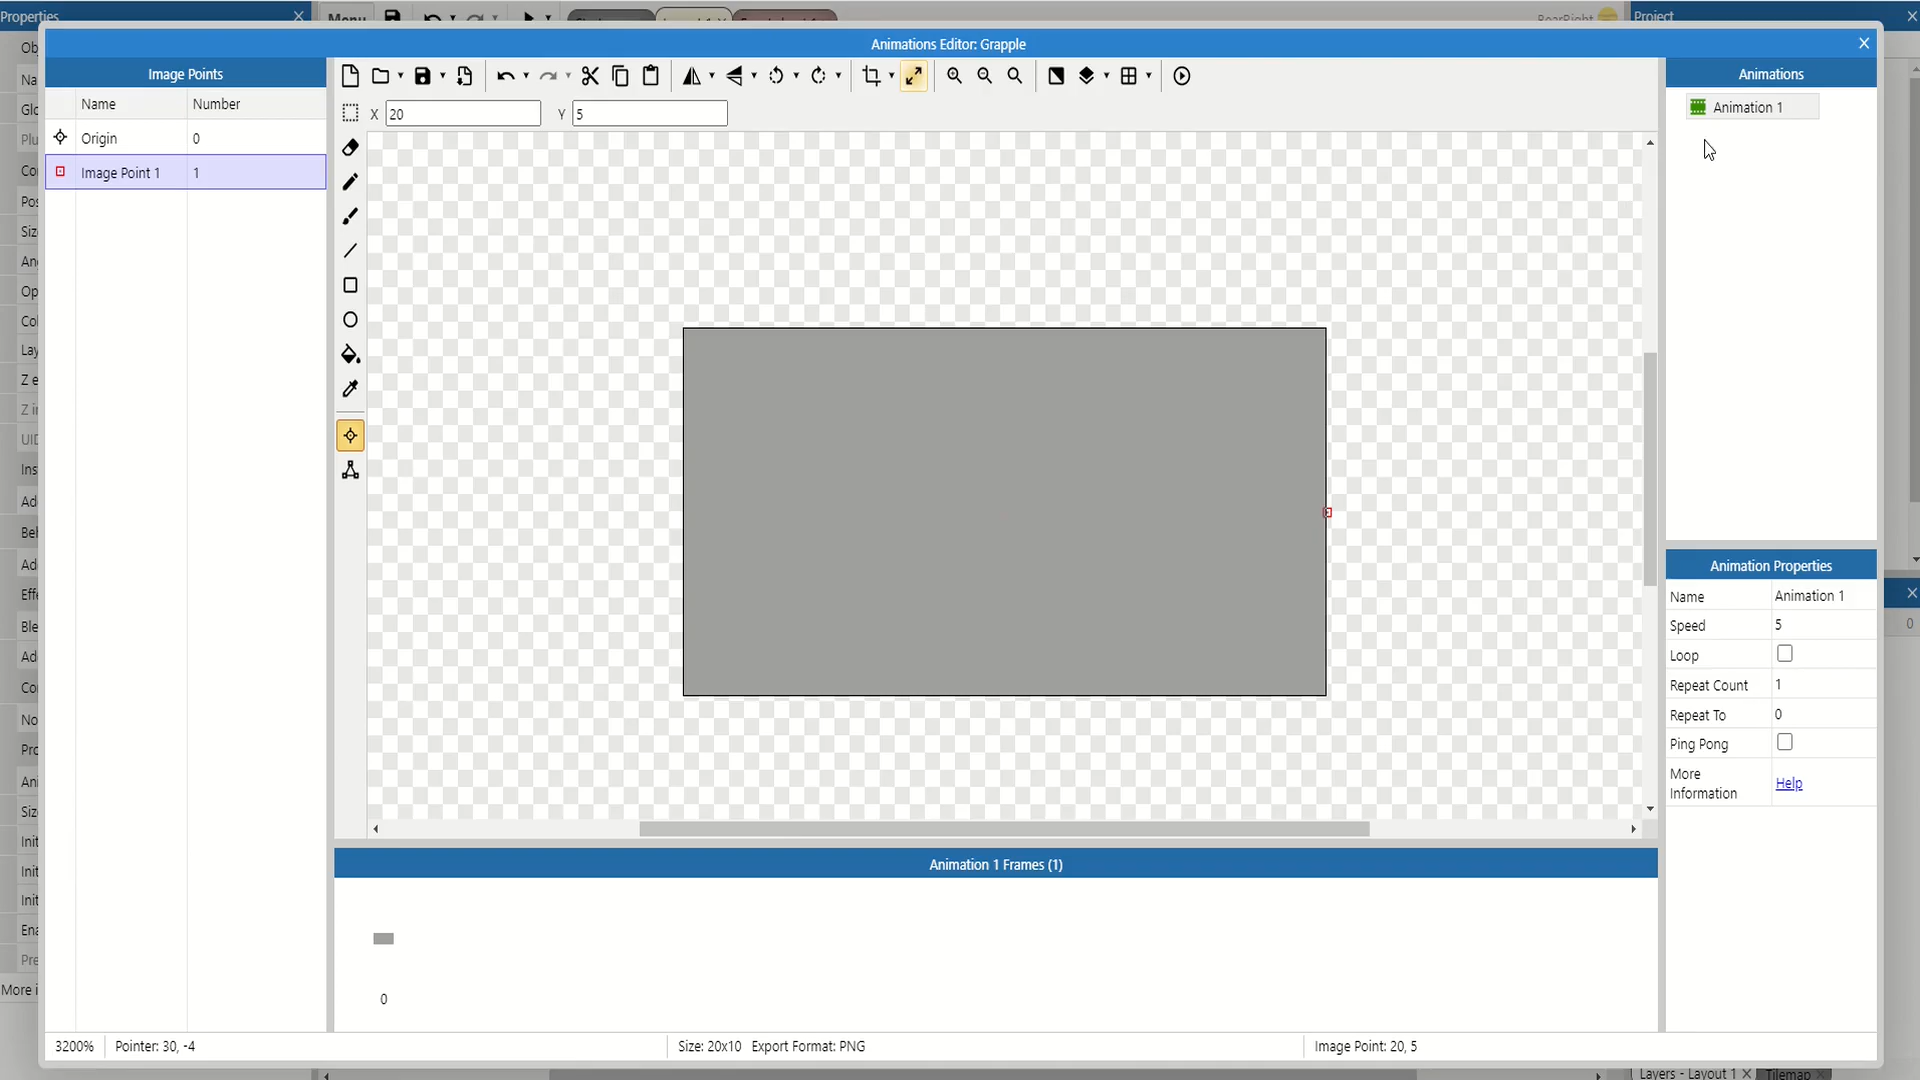 Properties
Menu
RoarRight
Project
Animations Editor: Grapple
Image Points
Name Number
Origin 0
Image Point 1 1
X 20 Y 5
Animations
Animation 1
Animation Properties
Name Animation 1
Speed 5
Loop
Repeat Count 1
Repeat To 0
Ping Pong
More
Information
Help
0
Animation 1 Frames (1)
0
3200% Pointer: 30, -4
Size: 20x10 Export Format: PNG
Image Point: 20, 5
Layers - Layout 1 Tilemap